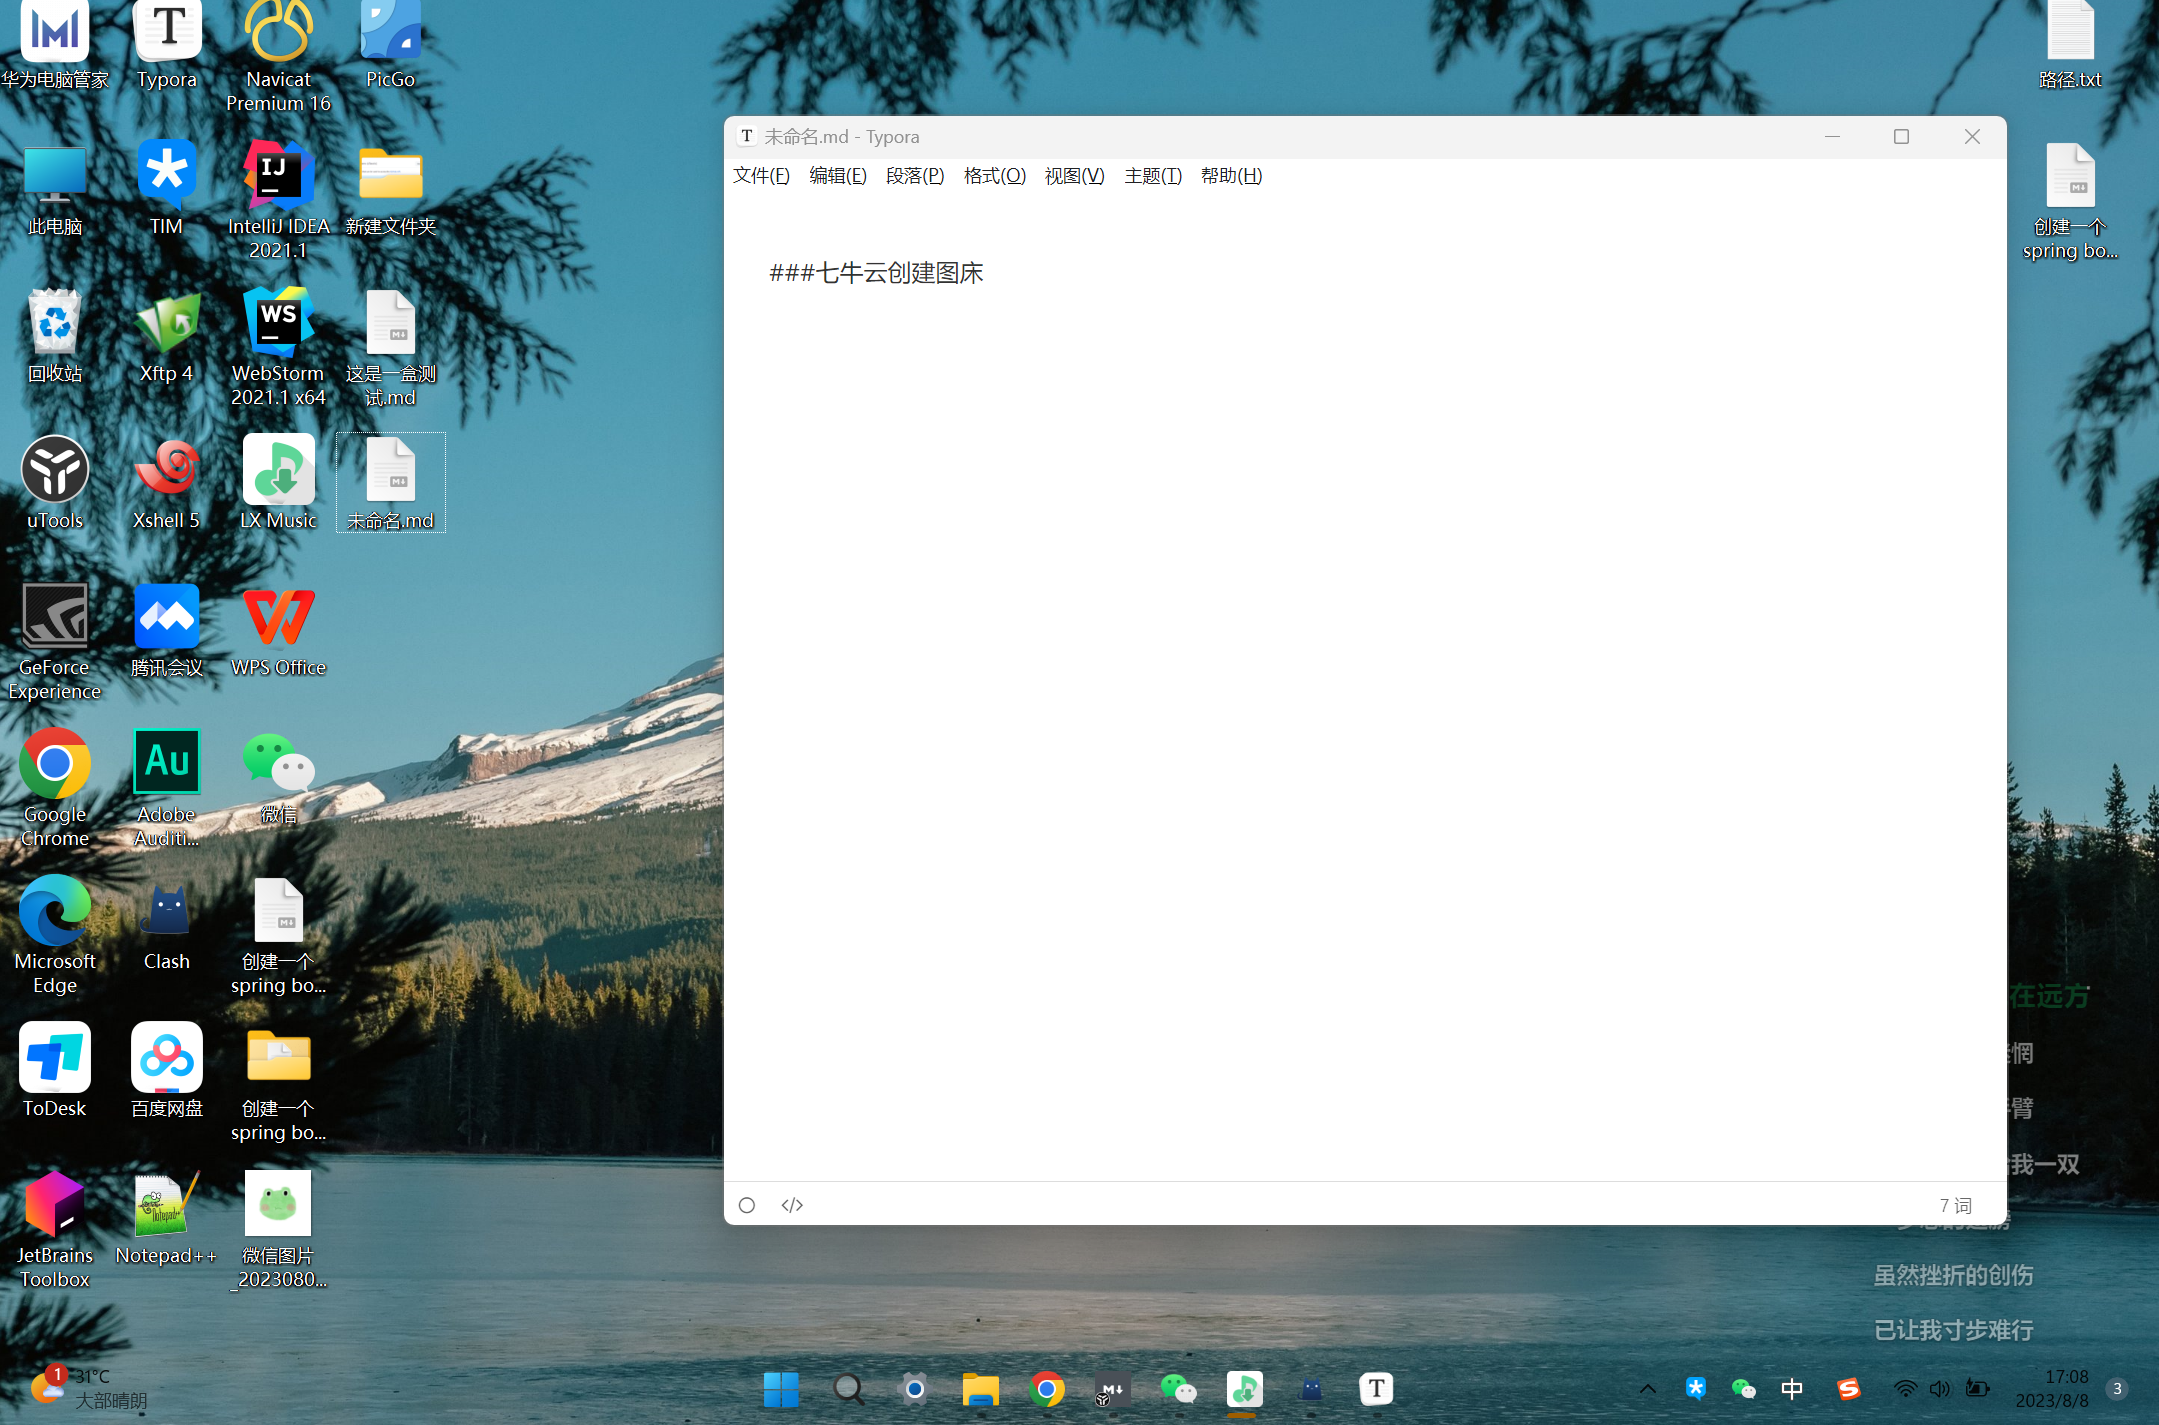 华为电脑管家
Typora
Navicat
Premium 16
PicGo
此电脑
TIM
IntelliJ IDEA
2021.1
新建文件夹
回收站
Xftp 4
WebStorm
2021.1 x64
这是一盒测
试.md
uTools
Xshell 5
LX Music
未命名.md
GeForce
Experience
腾讯会议
WPS Office
Google
Chrome
Adobe
Auditi...
微信
Microsoft
Edge
Clash
创建一个
spring bo...
ToDesk
百度网盘
创建一个
spring bo...
JetBrains
Toolbox
Notepad++
微信图片
_2023080...
路径.txt
创建一个
spring bo...
未命名.md - Typora
文件(F) 编辑(E) 段落(P) 格式(O) 视图(V) 主题(T) 帮助(H)
###七牛云创建图床
</>
7 词
在远方
惘
臂
我一双
虽然挫折的创伤
已让我寸步难行
1
31°C
大部晴朗
中
17:08
2023/8/8
3